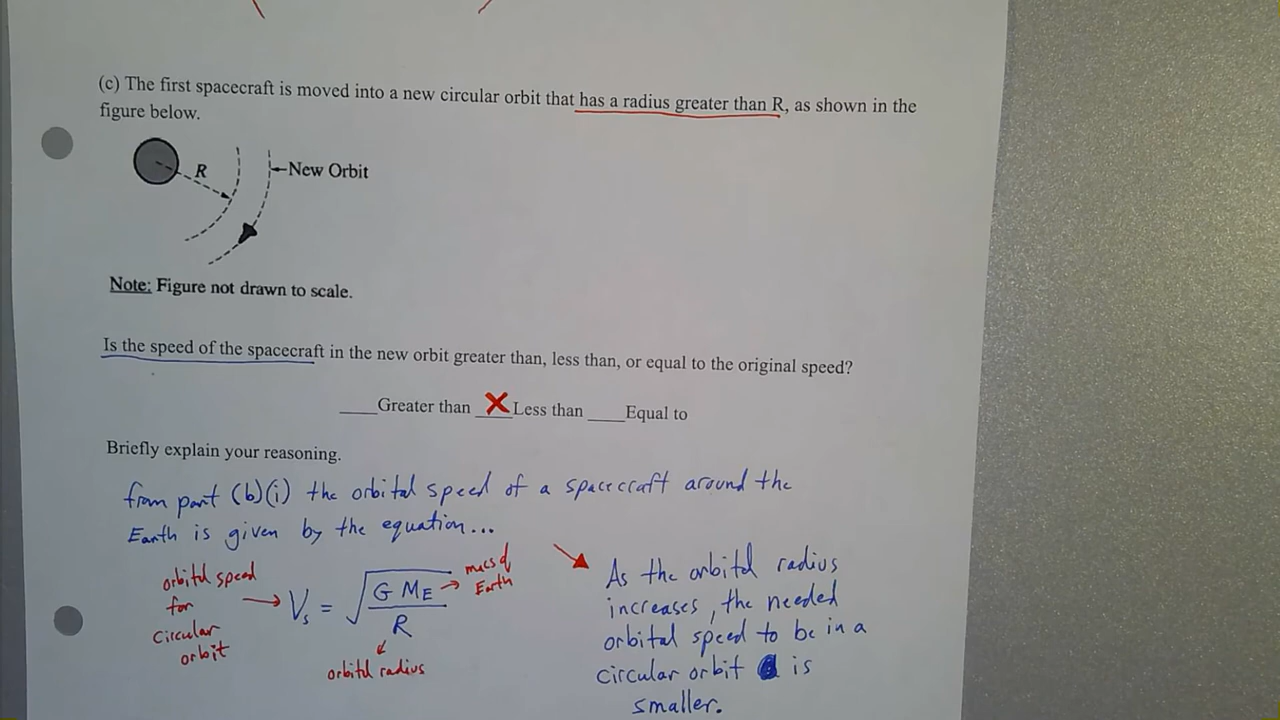 (c) The first spacecraft is moved into a new circular orbit that has a radius greater than R, as shown in the
figure below.
R
New Orbit
Note: Figure not drawn to scale.
Is the speed of the spacecraft in the new orbit greater than, less than, or equal to the original speed?
____Greater than __X__Less than ____Equal to
Briefly explain your reasoning.
from part (b)(i) the orbital speed of a spacecraft around the
Earth is given by the equation...
orbital speed
for
circular
orbit
Vs = √(G ME / R)
mass of
Earth
orbital radius
As the orbital radius
increases, the needed
orbital speed to be in a
circular orbit is
smaller.